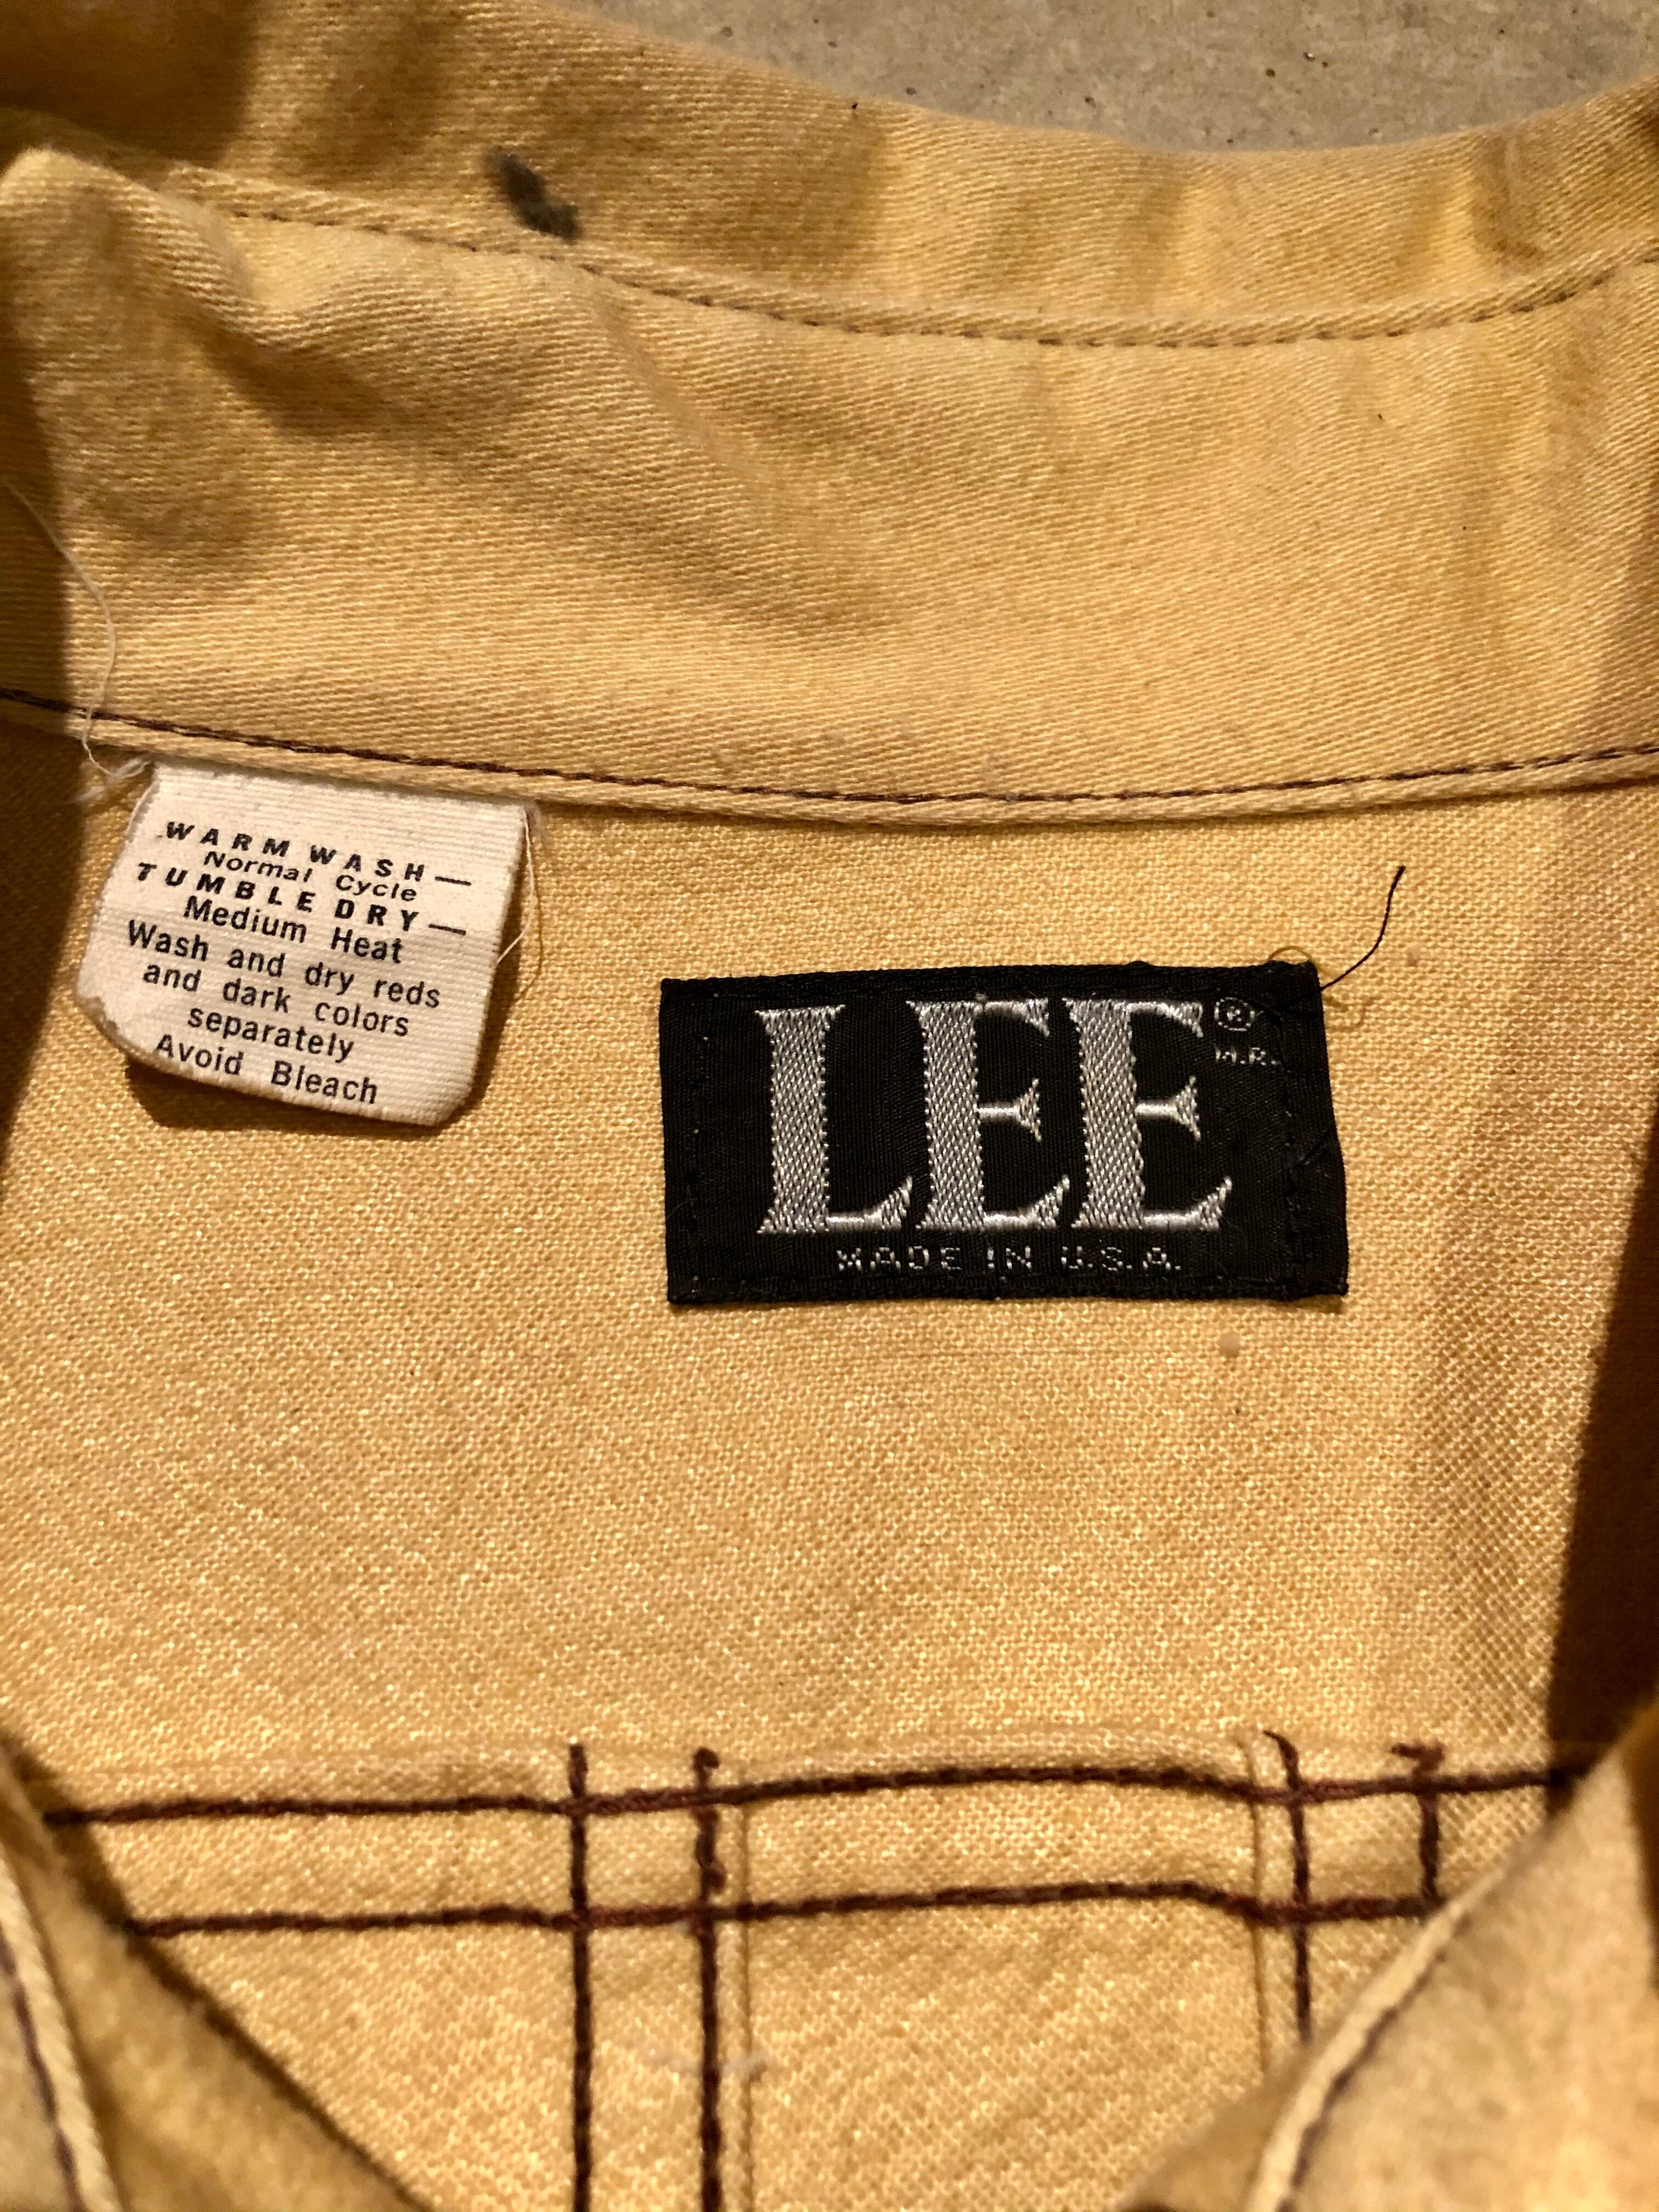 WARM WASH—
Normal Cycle
TUMBLE DRY—
Medium Heat
Wash and dry reds
and dark colors
separately
Avoid Bleach
LEE®
M.R.
MADE IN U.S.A.